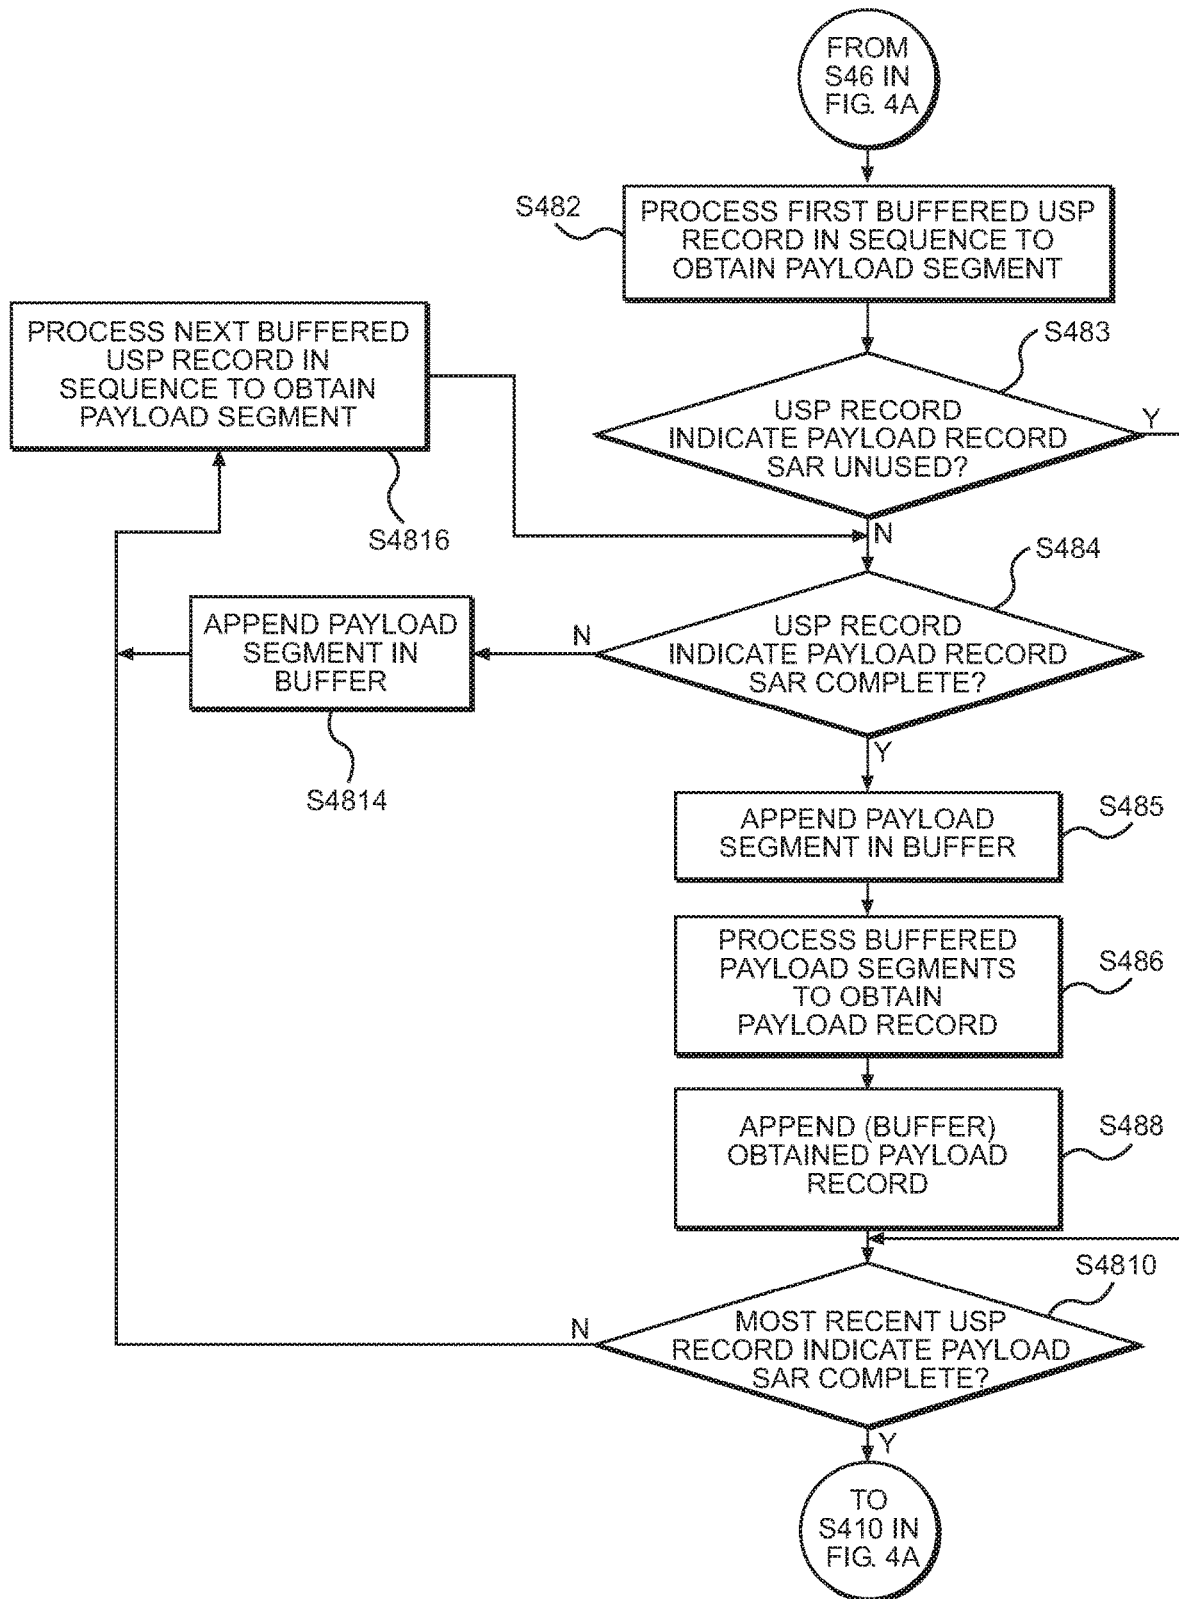 FROM
S46 IN
FIG. 4A
S482
PROCESS FIRST BUFFERED USP
RECORD IN SEQUENCE TO
OBTAIN PAYLOAD SEGMENT
PROCESS NEXT BUFFERED
USP RECORD IN
SEQUENCE TO OBTAIN
PAYLOAD SEGMENT
S4816
S483
USP RECORD
INDICATE PAYLOAD RECORD
SAR UNUSED?
Y
N
S484
USP RECORD
INDICATE PAYLOAD RECORD
SAR COMPLETE?
N
APPEND PAYLOAD
SEGMENT IN
BUFFER
S4814
Y
APPEND PAYLOAD
SEGMENT IN BUFFER
S485
PROCESS BUFFERED
PAYLOAD SEGMENTS
TO OBTAIN
PAYLOAD RECORD
S486
APPEND (BUFFER)
OBTAINED PAYLOAD
RECORD
S488
S4810
MOST RECENT USP
RECORD INDICATE PAYLOAD
SAR COMPLETE?
N
Y
TO
S410 IN
FIG. 4A